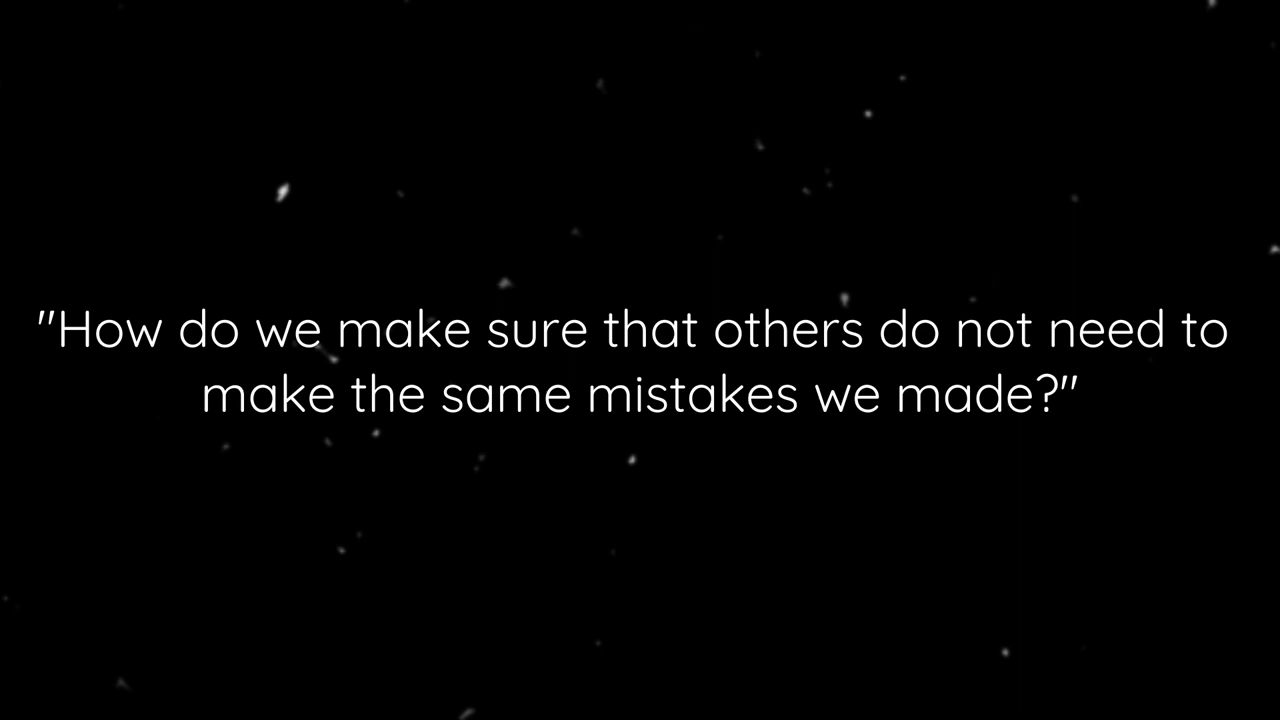 "How do we make sure that others do not need to
make the same mistakes we made?"